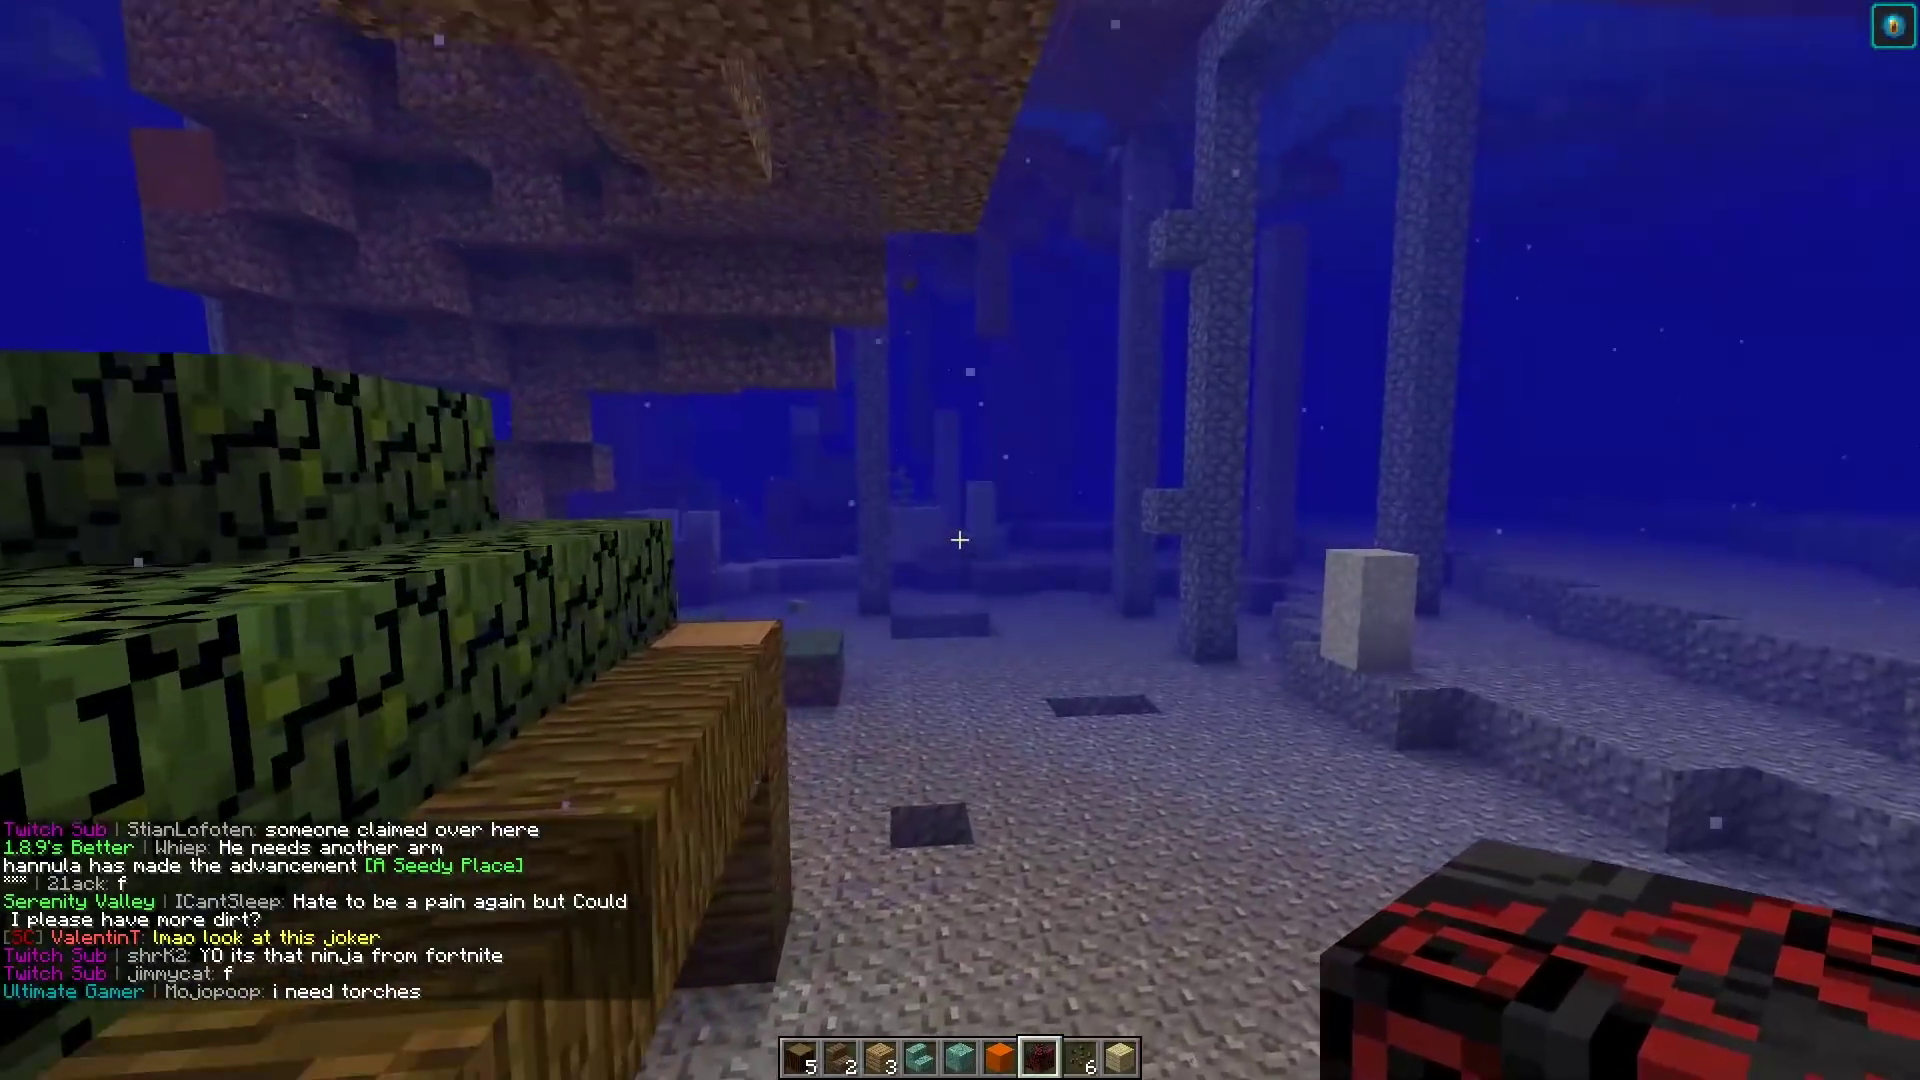 Twitch Sub | StianLofoten: someone claimed over here
1.8.9's Better | Whiep: He needs another arm
hannula has made the advancement [A Seedy Place]
*** | 21ack: f
Serenity Valley | ICantSleep: Hate to be a pain again but Could
I please have more dirt?
[SC] ValentinT: lmao look at this joker
Twitch Sub | shrK2: YO its that ninja from fortnite
Twitch Sub | jimmycat: f
Ultimate Gamer | Mojopoop: i need torches
5 2 3 6